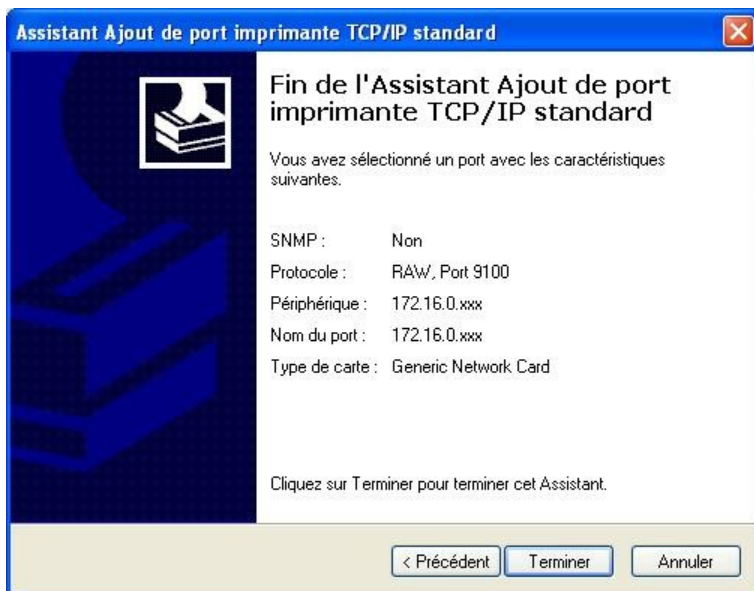 Assistant Ajout de port imprimante TCP/IP standard
Fin de l'Assistant Ajout de port
imprimante TCP/IP standard
Vous avez sélectionné un port avec les caractéristiques
suivantes.
SNMP : Non
Protocole : RAW, Port 9100
Périphérique : 172.16.0.xxx
Nom du port : 172.16.0.xxx
Type de carte : Generic Network Card
Cliquez sur Terminer pour terminer cet Assistant.
< Précédent Terminer Annuler